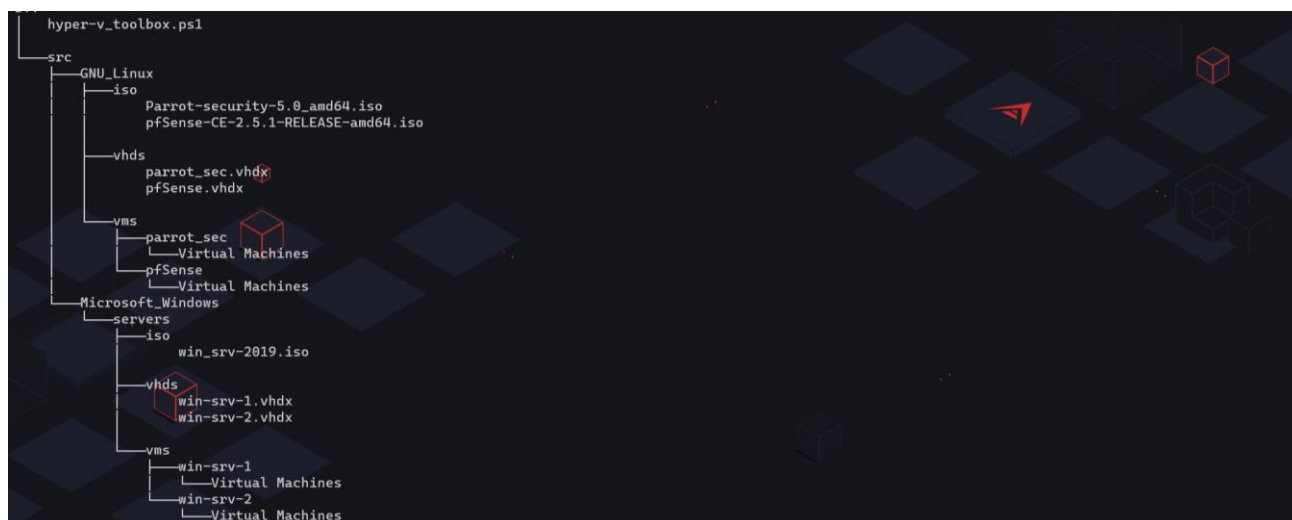 hyper-v_toolbox.ps1
src
GNU_Linux
iso
Parrot-security-5.0_amd64.iso
pfSense-CE-2.5.1-RELEASE-amd64.iso
vhds
parrot_sec.vhdx
pfSense.vhdx
vms
parrot_sec
Virtual Machines
pfSense
Virtual Machines
Microsoft_Windows
servers
iso
win_srv-2019.iso
vhds
win-srv-1.vhdx
win-srv-2.vhdx
vms
win-srv-1
Virtual Machines
win-srv-2
Virtual Machines